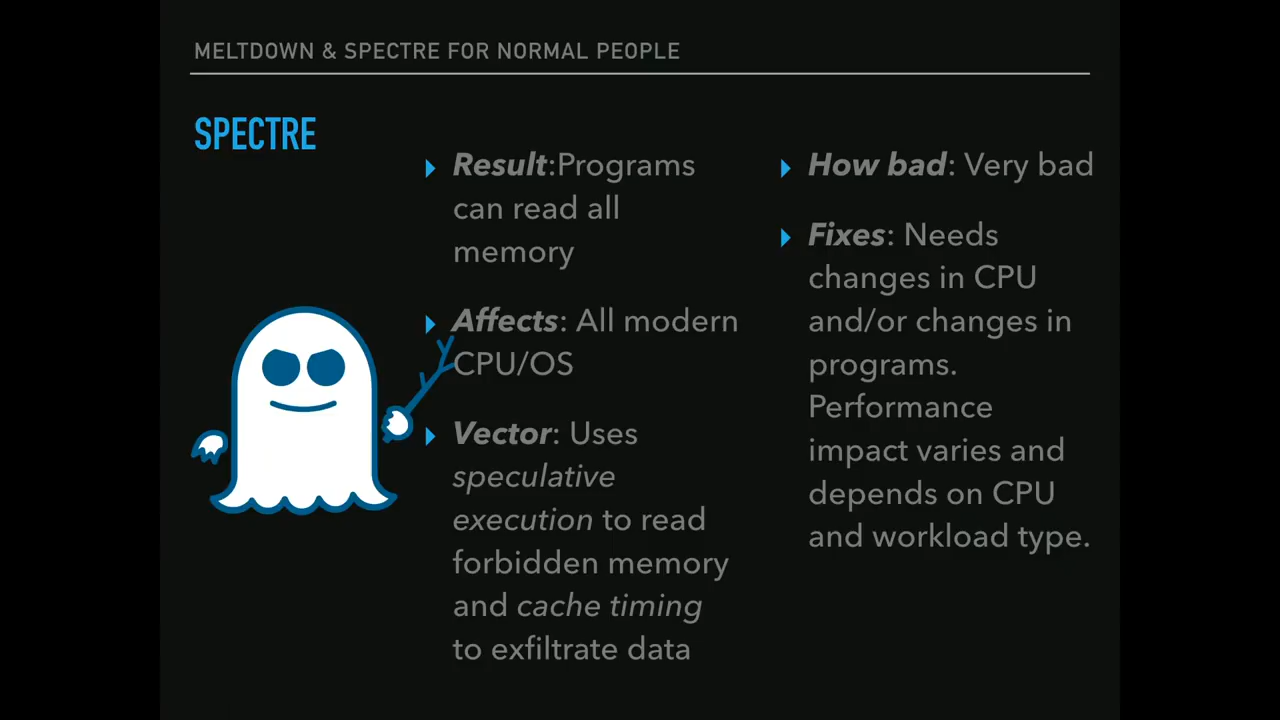 MELTDOWN & SPECTRE FOR NORMAL PEOPLE
SPECTRE
Result:Programs
can read all
memory
Affects: All modern
CPU/OS
Vector: Uses
speculative
execution to read
forbidden memory
and cache timing
to exfiltrate data
How bad: Very bad
Fixes: Needs
changes in CPU
and/or changes in
programs.
Performance
impact varies and
depends on CPU
and workload type.